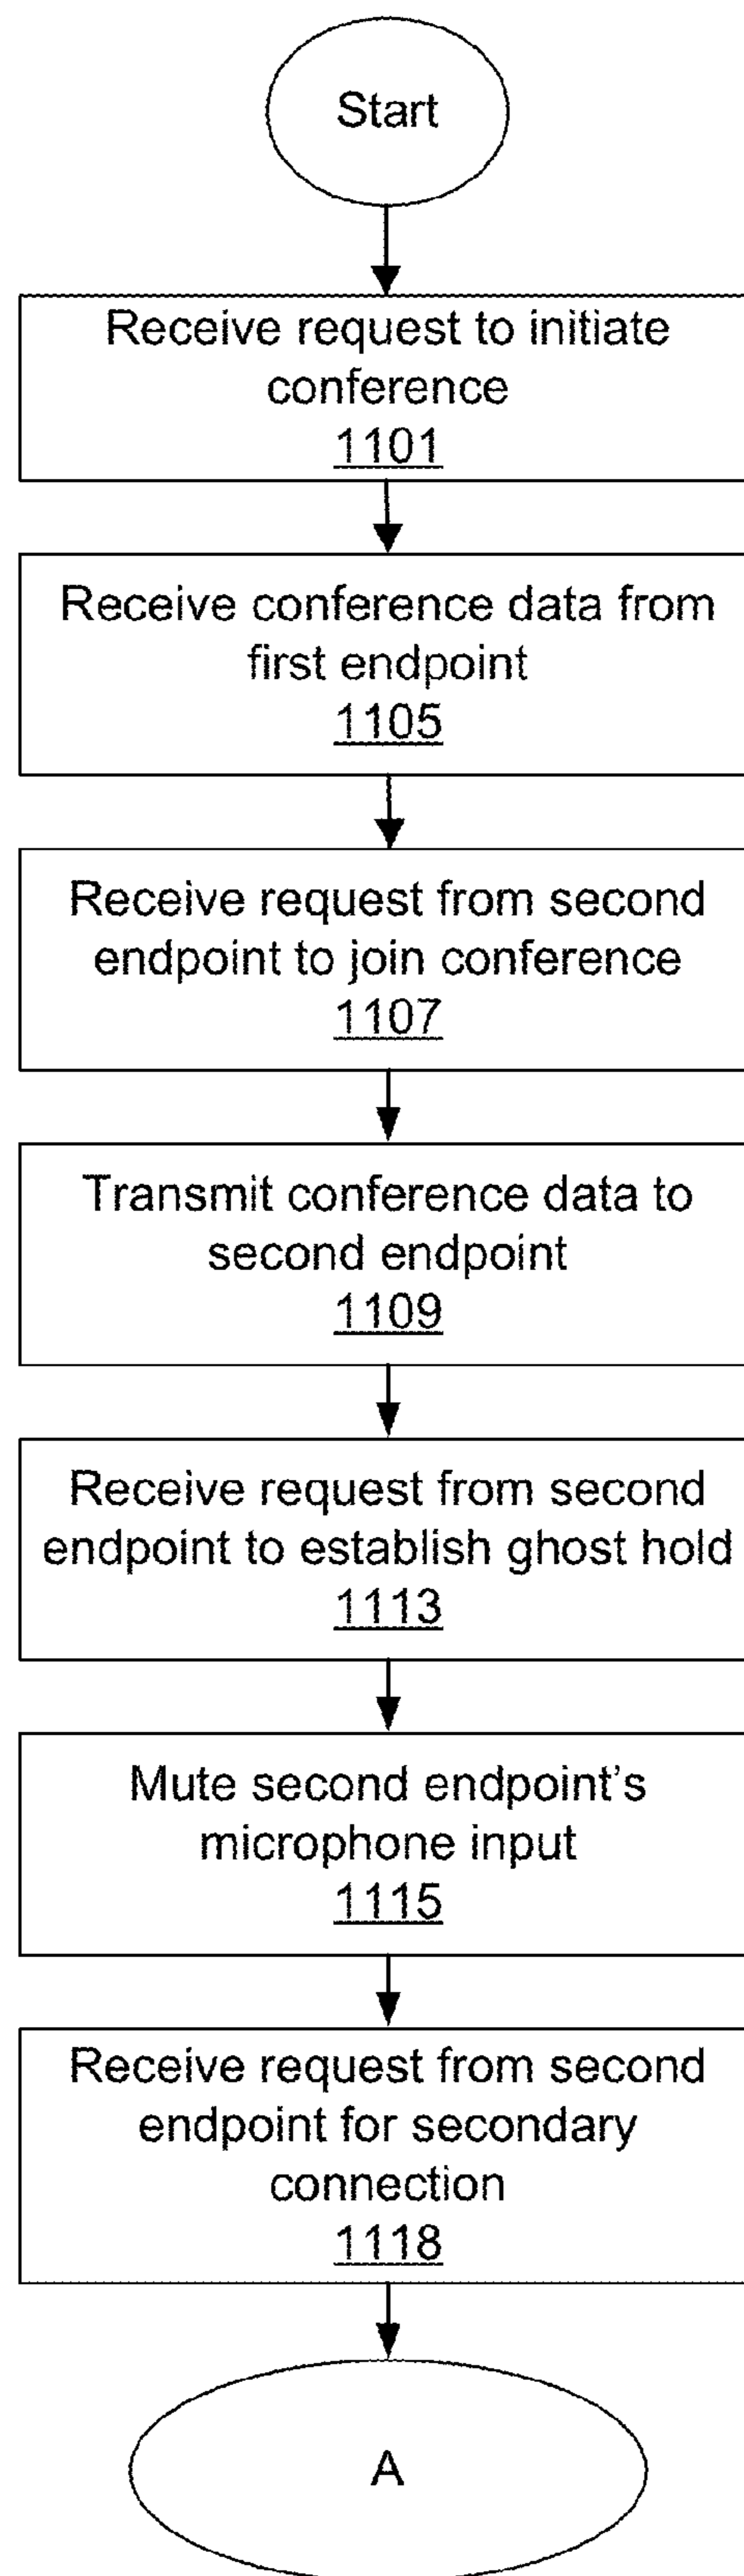 Start
Receive request to initiate
conference
1101
Receive conference data from
first endpoint
1105
Receive request from second
endpoint to join conference
1107
Transmit conference data to
second endpoint
1109
Receive request from second
endpoint to establish ghost hold
1113
Mute second endpoint's
microphone input
1115
Receive request from second
endpoint for secondary
connection
1118
A